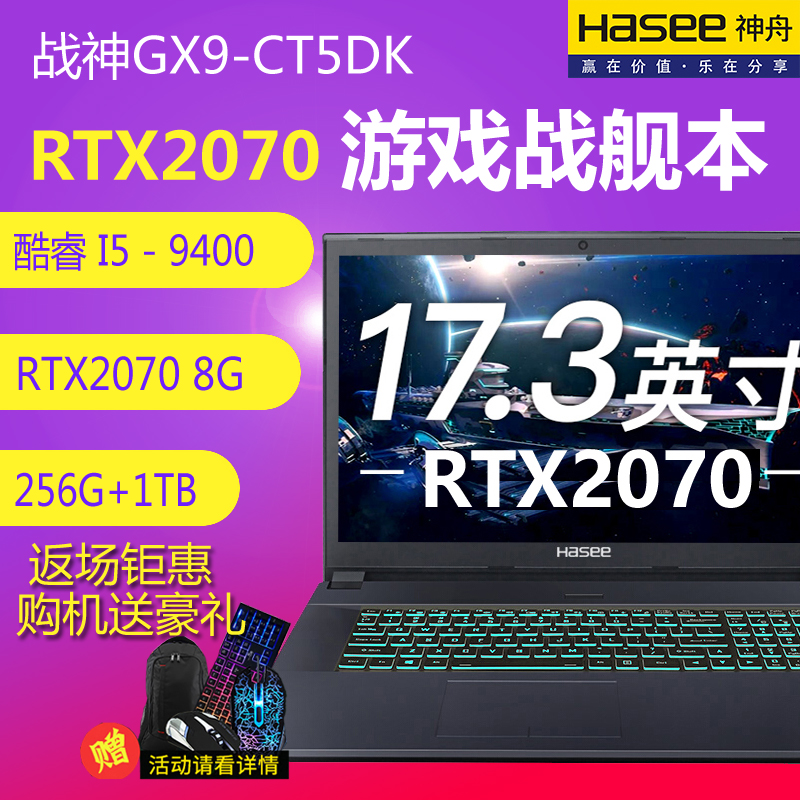 战神GX9-CT5DK
Hasee 神舟
赢在价值·乐在分享
RTX2070 游戏战舰本
酷睿 I5 - 9400
RTX2070 8G
256G+1TB
17.3英寸
RTX2070
Hasee
返场钜惠
购机送豪礼
赠
活动请看详情